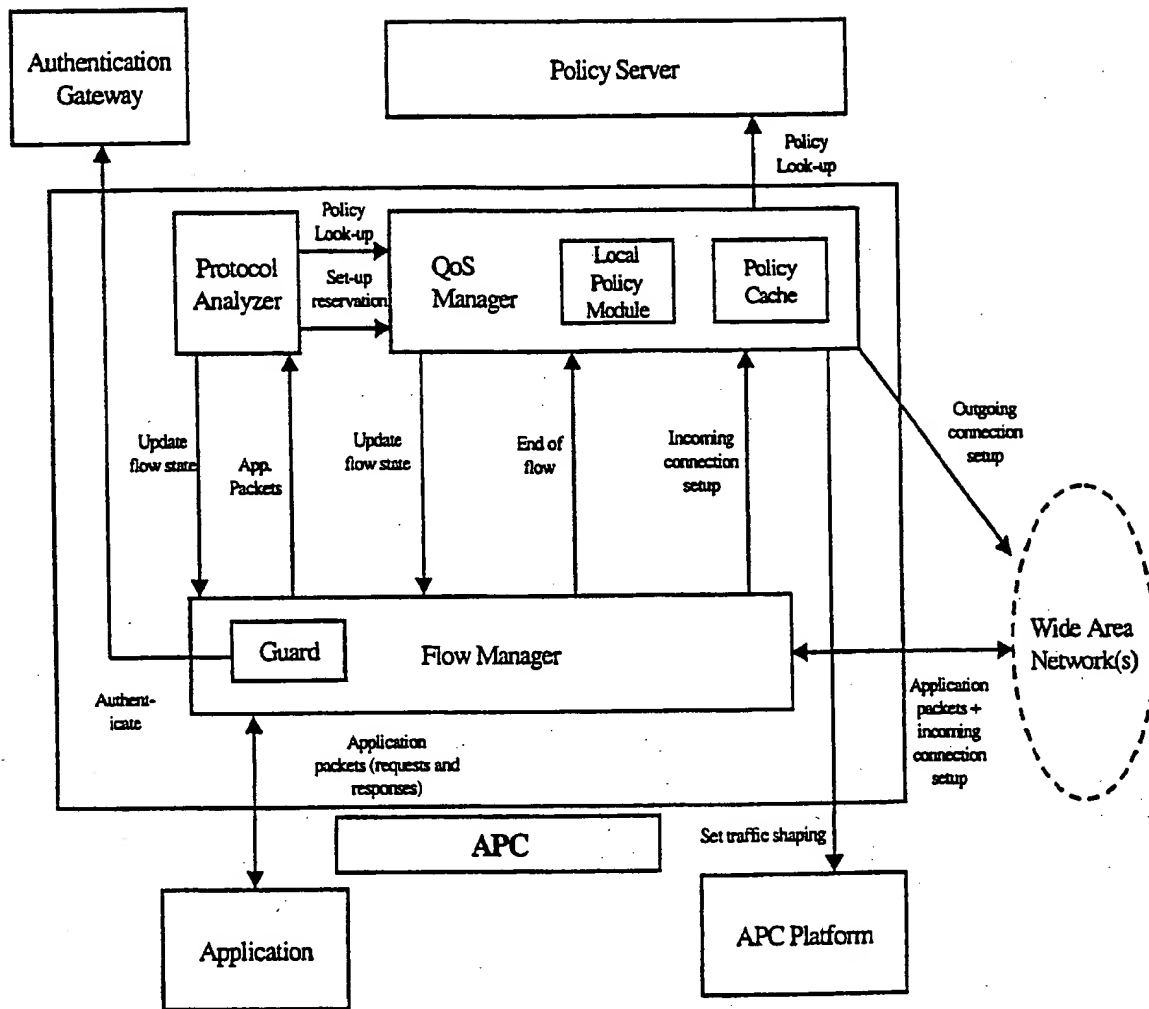 Authentication
Gateway
Policy Server
Policy
Look-up
Policy
Look-up
Protocol
Analyzer
Set-up
reservation
QoS
Manager
Local
Policy
Module
Policy
Cache
Update
flow state
App.
Packets
Update
flow state
End of
flow
Incoming
connection
setup
Outgoing
connection
setup
Guard
Flow Manager
Wide Area
Network(s)
Authent-
icate
Application
packets (requests and
responses)
Application
packets +
incoming
connection
setup
APC
Set traffic shaping
Application
APC Platform